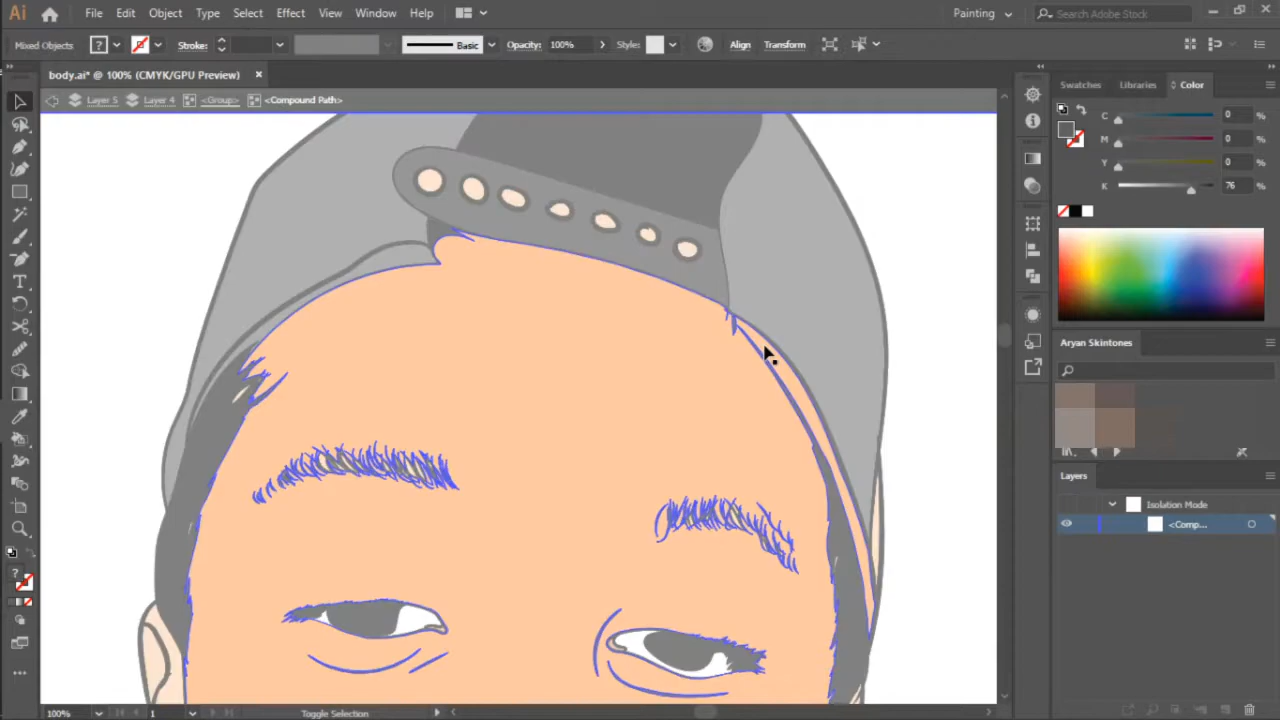 Ai File Edit Object Type Select Effect View Window Help Painting Search Adobe Stock
Mixed Objects ? Stroke: Basic Opacity: 100% Style: Align Transform
body.ai* @ 100% (CMYK/GPU Preview) ×
Layer 5 Layer 4 <Group> <Compound Path>
Swatches Libraries Color
C 0 %
M 0 %
Y 0 %
K 76 %
Aryan Skintones
Layers
Isolation Mode
<Comp...
?
100% 1 Toggle Selection